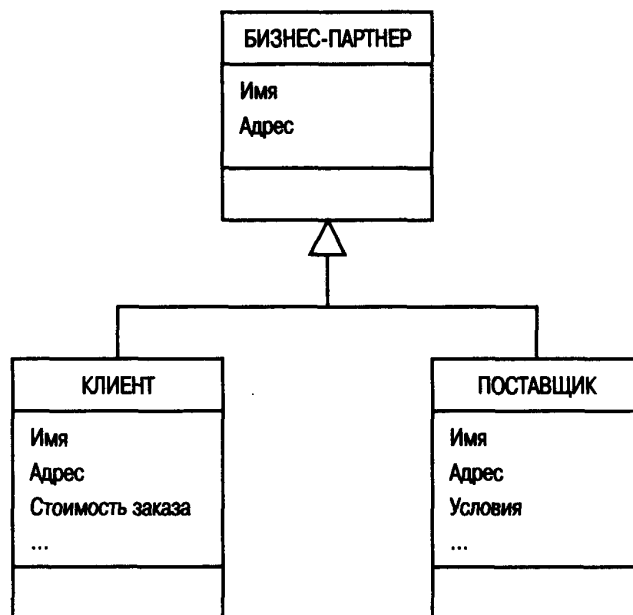 БИЗНЕС-ПАРТНЕР
Имя
Адрес
КЛИЕНТ
Имя
Адрес
Стоимость заказа
...
ПОСТАВЩИК
Имя
Адрес
Условия
...